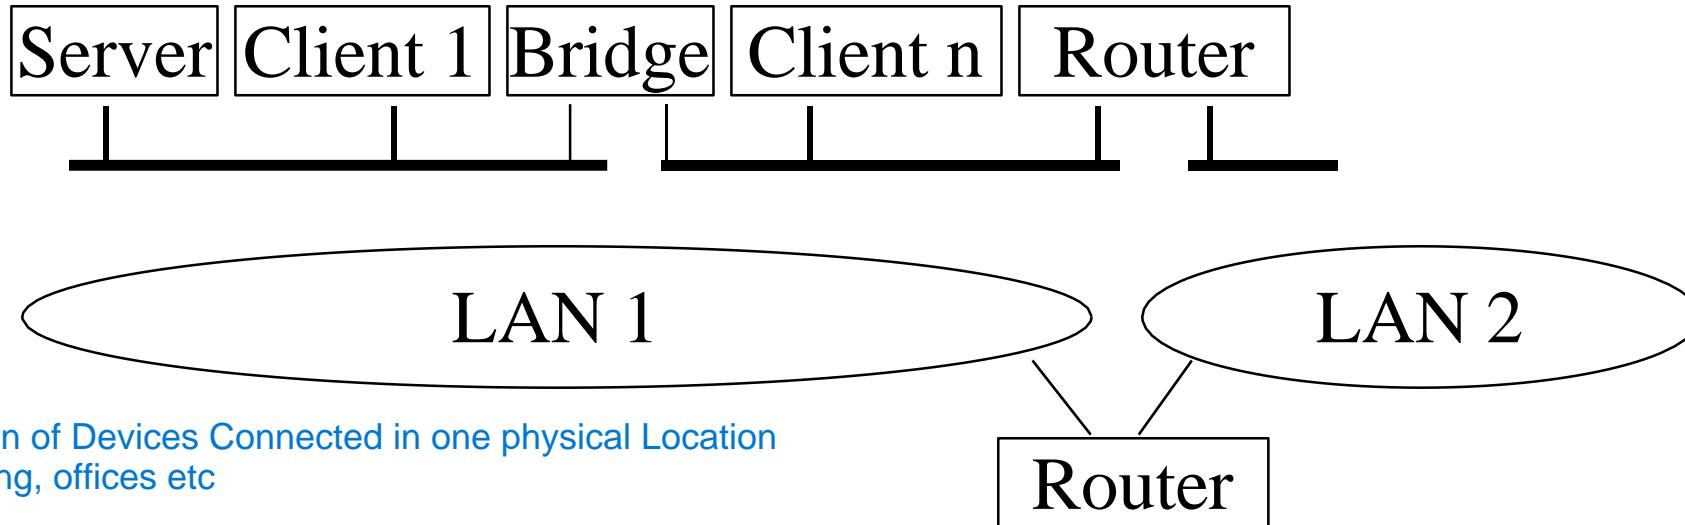 Server Client 1 Bridge Client n Router
LAN 1 LAN 2
n of Devices Connected in one physical Location
ng, offices etc
Router